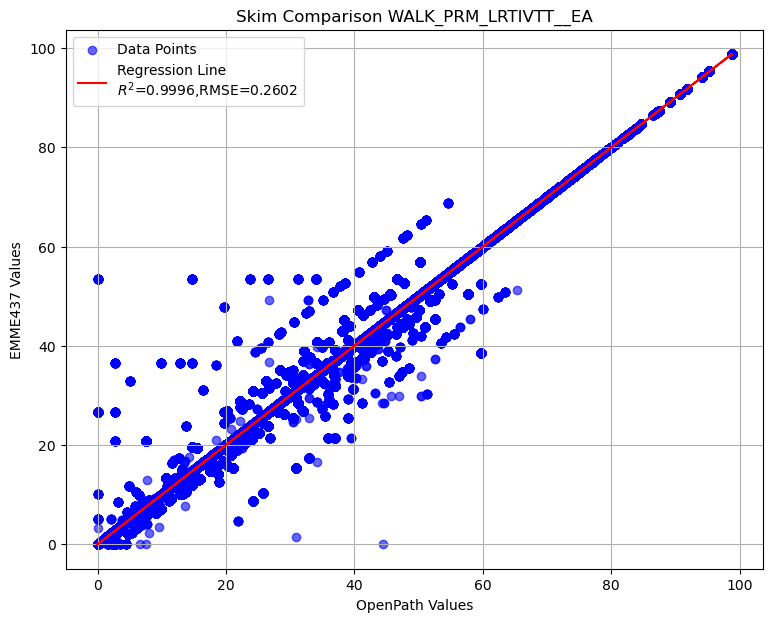 Skim Comparison WALK_PRM_LRTIVTT__EA
Data Points
Regression Line
R²=0.9996,RMSE=0.2602
EMME437 Values
100
80
60
40
20
0
0 20 40 60 80 100
OpenPath Values